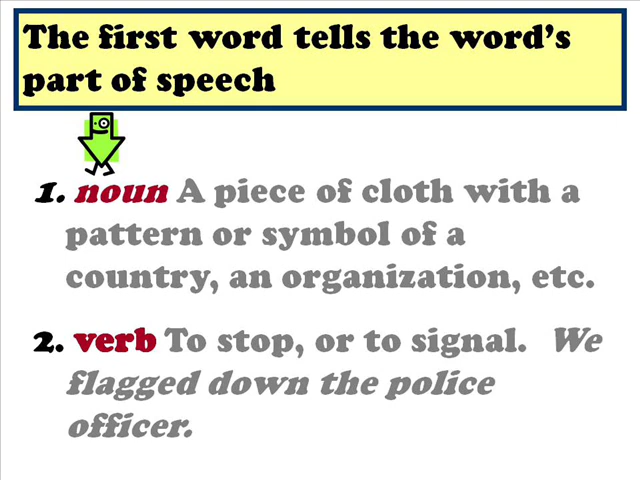 The first word tells the word's
part of speech
1. noun A piece of cloth with a
pattern or symbol of a
country, an organization, etc.
2. verb To stop, or to signal. We
flagged down the police
officer.